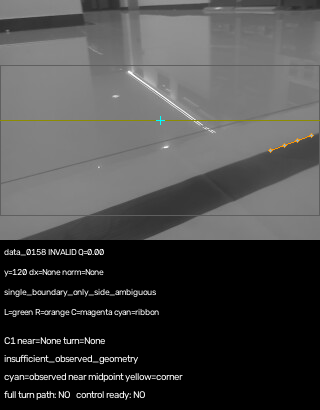 data_0158 INVALID Q=0.00
y=120 dx=None norm=None
single_boundary_only_side_ambiguous
L=green R=orange C=magenta cyan=ribbon
C1 near=None turn=None
insufficient_observed_geometry
cyan=observed near midpoint yellow=corner
full turn path: NO control ready: NO